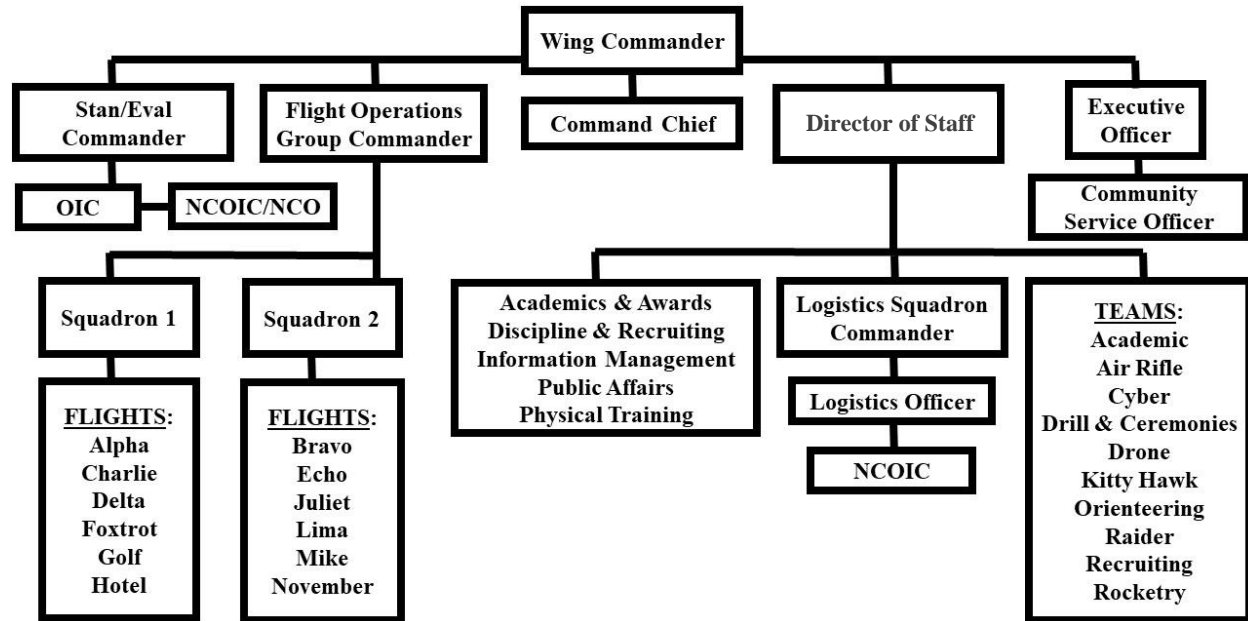 Wing Commander
Stan/Eval
Commander
Flight Operations
Group Commander
Command Chief
Director of Staff
Executive
Officer
OIC
NCOIC/NCO
Community
Service Officer
Squadron 1
Squadron 2
Academics & Awards
Discipline & Recruiting
Information Management
Public Affairs
Physical Training
Logistics Squadron
Commander
Logistics Officer
NCOIC
TEAMS:
Academic
Air Rifle
Cyber
Drill & Ceremonies
Drone
Kitty Hawk
Orienteering
Raider
Recruiting
Rocketry
FLIGHTS:
Alpha
Charlie
Delta
Foxtrot
Golf
Hotel
FLIGHTS:
Bravo
Echo
Juliet
Lima
Mike
November